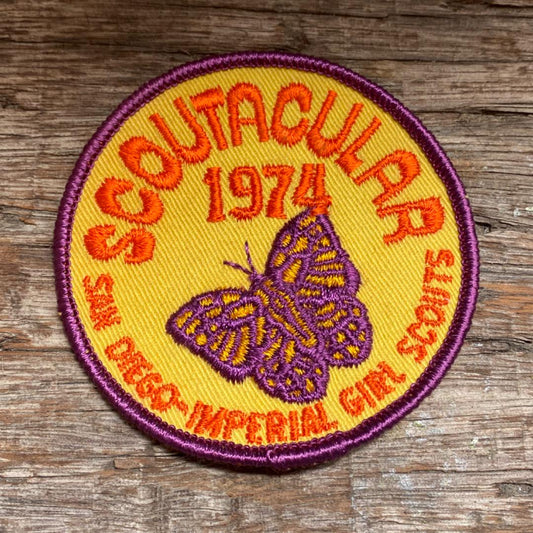 SCOUTACULAR
1974
SAN DIEGO-IMPERIAL GIRL SCOUTS